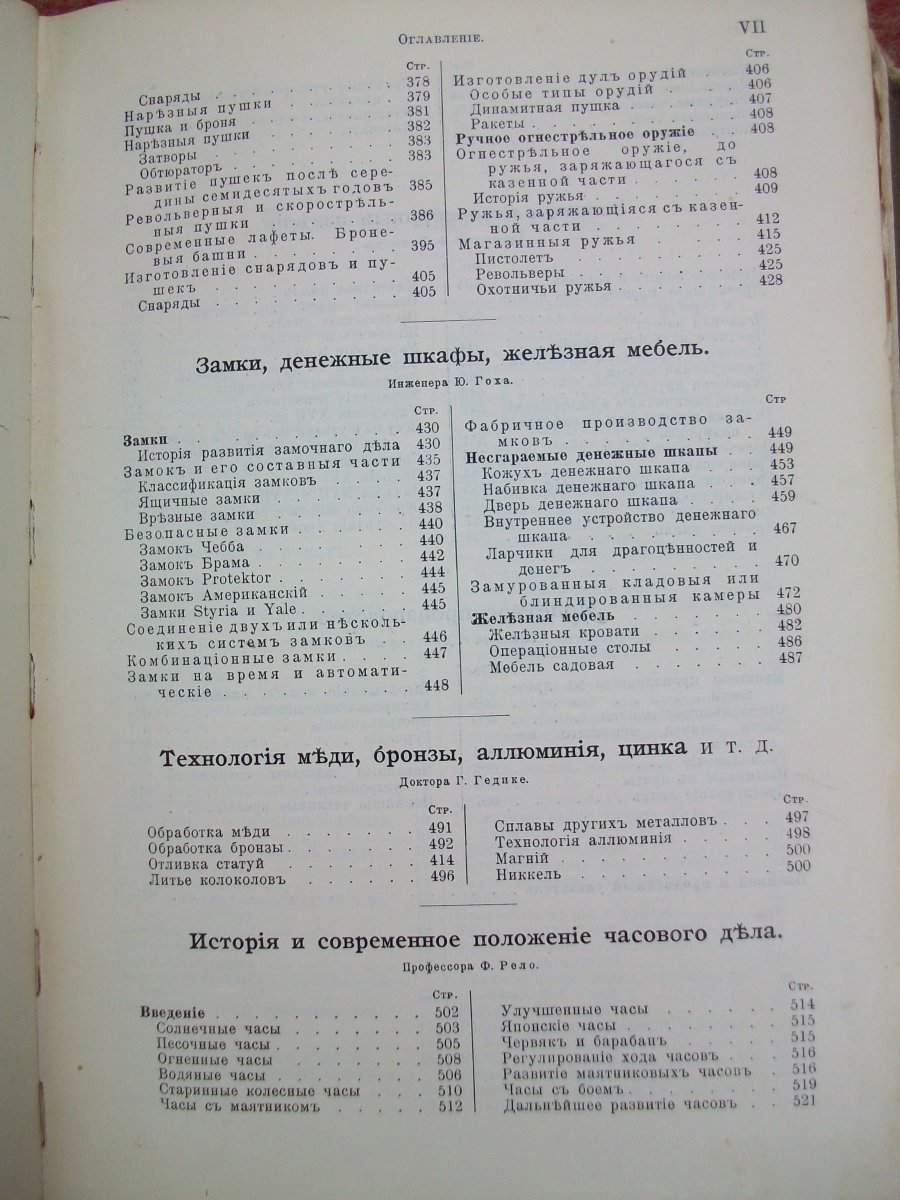 Оглавленіе.
VII
Стр.
Снаряды . . . . . . . . . . 378
Нарѣзныя пушки . . . . . . 379
Пушка и броня . . . . . . . 381
Нарѣзныя пушки . . . . . . 382
Затворы . . . . . . . . . 383
Обтюраторъ . . . . . . . . 383
Развитіе пушекъ послѣ сере-
дины семидесятыхъ годовъ 385
Револьверныя и скорострѣль-
ныя пушки . . . . . . . 386
Современные лафеты. Броне-
выя башни . . . . . . . 395
Изготовленіе снарядовъ и пу-
шекъ . . . . . . . . . 405
Снаряды . . . . . . . . . 405
Стр.
Изготовленіе дулъ орудій . 406
Особые типы орудій . . . . 406
Динамитная пушка . . . . . 407
Ракеты . . . . . . . . . . 408
Ручное огнестрѣльное оружіе . . 408
Огнестрѣльное оружіе, до
ружья, заряжающагося съ
казенной части . . . . . . 408
Исторія ружья . . . . . . . 409
Ружья, заряжающіяся съ казен-
ной части . . . . . . . . 412
Магазинныя ружья . . . . . 415
Пистолетъ . . . . . . . . . 425
Револьверы . . . . . . . . 425
Охотничьи ружья . . . . . . 428
Замки, денежные шкафы, желѣзная мебель.
Инженера Ю. Гоха.
Стр.
Замки . . . . . . . . . . . 430
Исторія развитія замочнаго дѣла 430
Замокъ и его составныя части 435
Классификація замковъ . . . . 437
Ящичные замки . . . . . . 437
Врѣзные замки . . . . . . 438
Безопасные замки . . . . . . 440
Замокъ Чебба . . . . . . . 440
Замокъ Брама . . . . . . . 442
Замокъ Protektor . . . . . . 444
Замокъ Американскій . . . . 445
Замки Styria и Yale . . . . . 445
Соединеніе двухъ или нѣсколь-
кихъ системъ замковъ . . 446
Комбинаціонные замки . . . . 447
Замки на время и автомати-
ческіе . . . . . . . . . 448
Стр
Фабричное производство за-
мковъ . . . . . . . . . 449
Несгараемые денежные шкапы . . 449
Кожухъ денежнаго шкапа . . . 453
Набивка денежнаго шкапа . . . 457
Дверь денежнаго шкапа . . . . 459
Внутреннее устройство денежнаго
шкапа . . . . . . . . . 467
Ларчики для драгоцѣнностей и
денегъ . . . . . . . . . 470
Замурованныя кладовыя или
блиндированныя камеры 472
Желѣзная мебель . . . . . . . 480
Желѣзныя кровати . . . . . . 482
Операціонные столы . . . . . 486
Мебель садовая . . . . . . . 487
Технологія мѣди, бронзы, аллюминія, цинка и т. д.
Доктора Г. Гедике.
Стр.
Обработка мѣди . . . . . . 491
Обработка бронзы . . . . . . 492
Отливка статуй . . . . . . 414
Литье колоколовъ . . . . . . 496
Стр.
Сплавы другихъ металловъ . . . 497
Технологія аллюминія . . . . . 498
Магній . . . . . . . . . . 500
Никкель . . . . . . . . . . 500
Исторія и современное положеніе часового дѣла.
Профессора Ф. Рело.
Стр.
Введеніе . . . . . . . . . . . 502
Солнечные часы . . . . . . . 503
Песочные часы . . . . . . . . 505
Огненные часы . . . . . . . 508
Водяные часы . . . . . . . . 506
Старинные колесные часы . . . 510
Часы съ маятникомъ . . . . . 512
Стр.
Улучшенные часы . . . . . . 514
Японскіе часы . . . . . . . 515
Червякъ и барабанъ . . . . . 515
Регулированіе хода часовъ . . . 516
Развитіе маятниковыхъ часовъ . . 516
Часы съ боемъ . . . . . . . 519
Дальнѣйшее развитіе часовъ . . 521